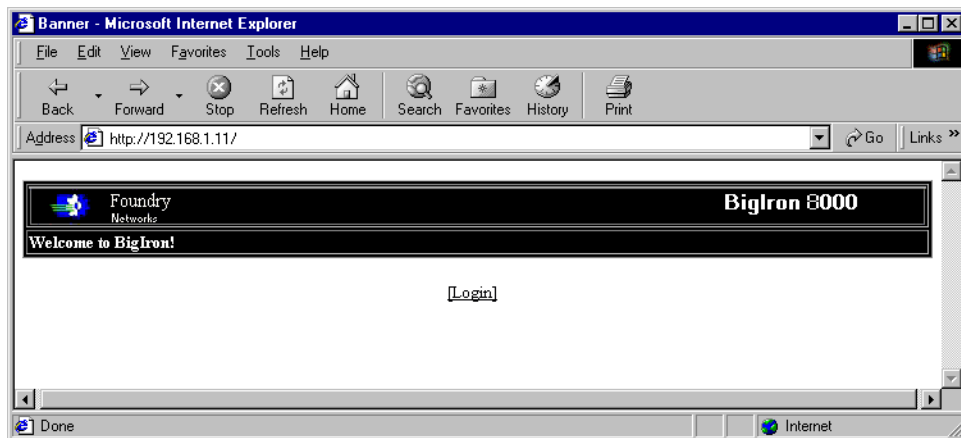 Banner - Microsoft Internet Explorer
File Edit View Favorites Tools Help
Back Forward Stop Refresh Home Search Favorites History Print
Address http://192.168.1.11/ Go Links »
Foundry BigIron 8000
Networks
Welcome to BigIron!
[Login]
Done Internet